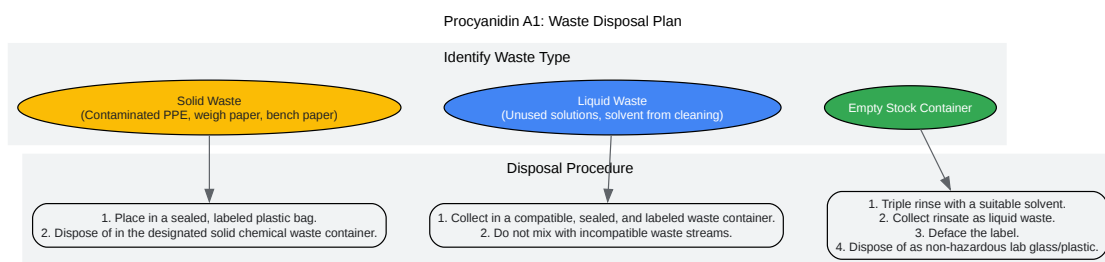 Procyanidin A1: Waste Disposal Plan
Identify Waste Type
Solid Waste
(Contaminated PPE, weigh paper, bench paper)
Liquid Waste
(Unused solutions, solvent from cleaning)
Empty Stock Container
Disposal Procedure
1. Place in a sealed, labeled plastic bag.
2. Dispose of in the designated solid chemical waste container.
1. Collect in a compatible, sealed, and labeled waste container.
2. Do not mix with incompatible waste streams.
1. Triple rinse with a suitable solvent.
2. Collect rinsate as liquid waste.
3. Deface the label.
4. Dispose of as non-hazardous lab glass/plastic.